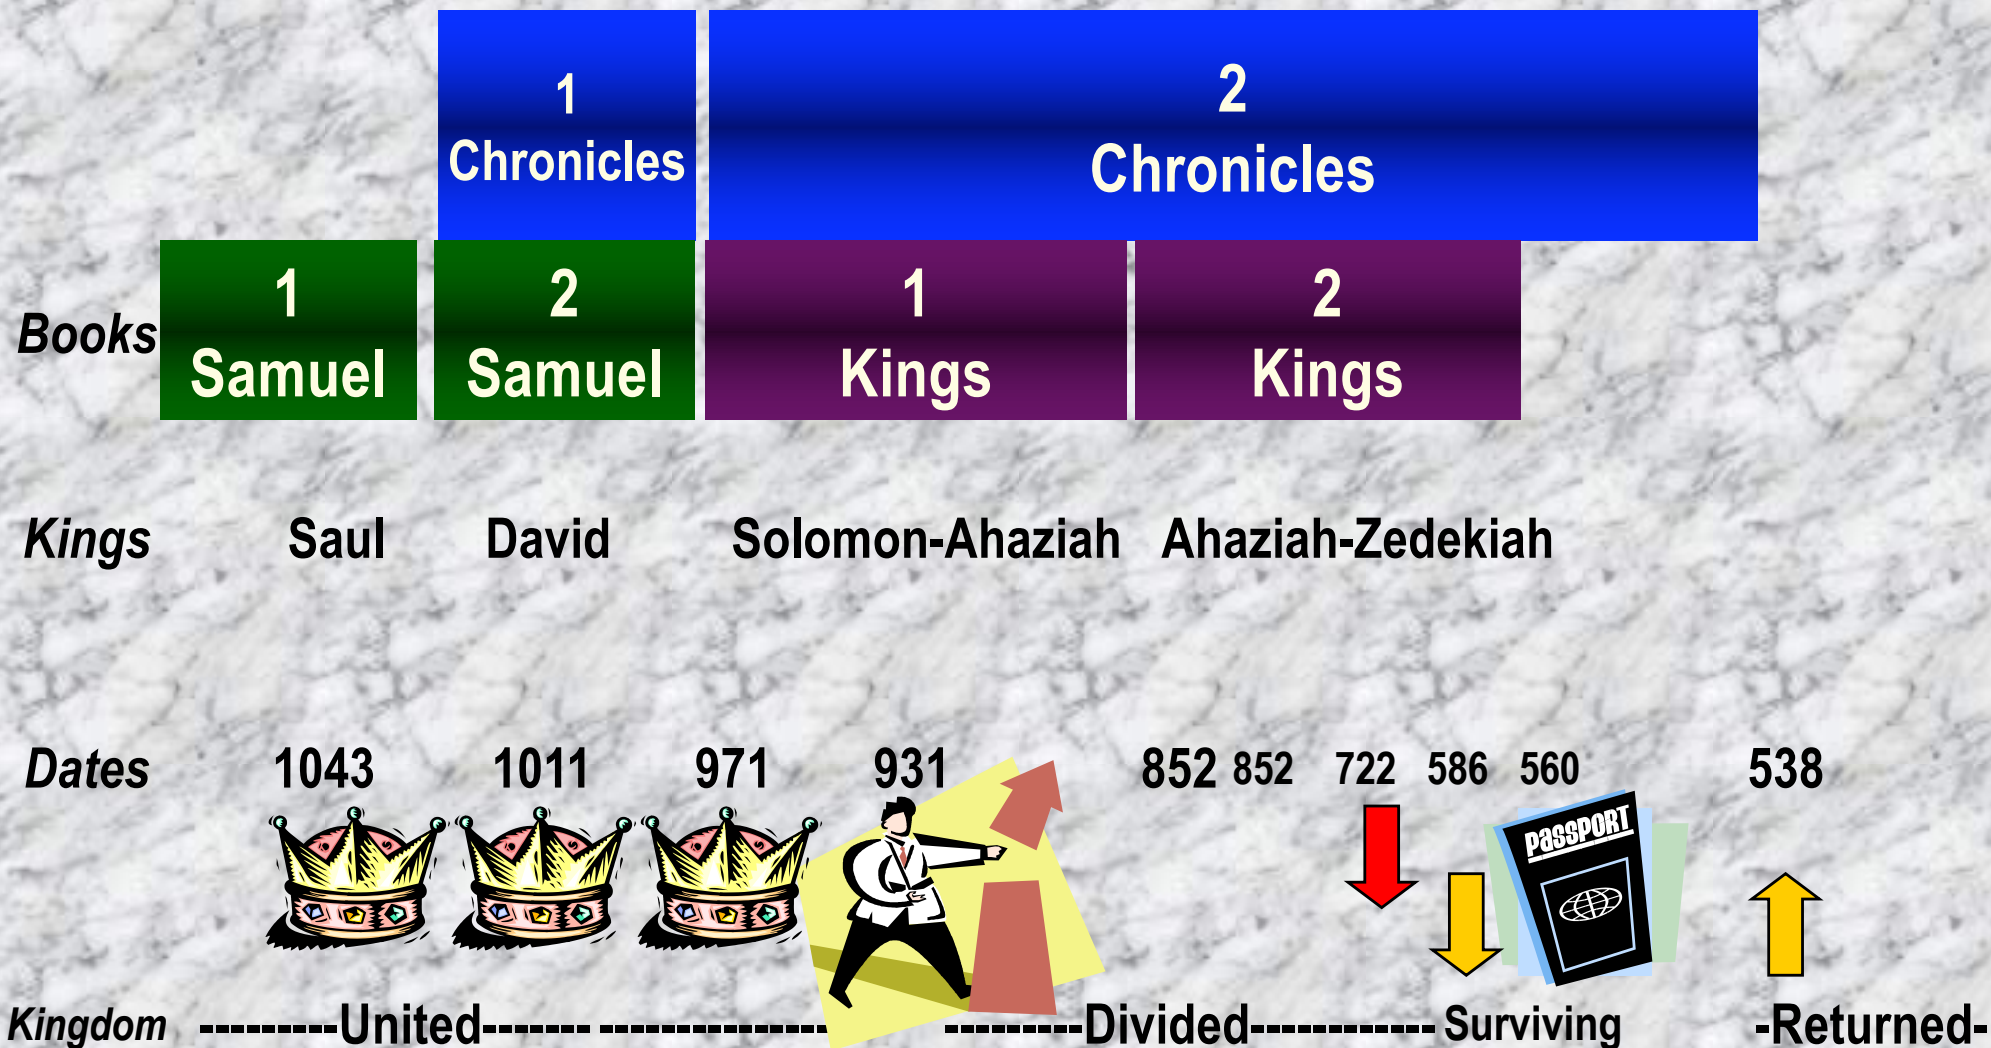 1
Chronicles
2
Chronicles
Books
1
Samuel
2
Samuel
1
Kings
2
Kings
Kings Saul David Solomon-Ahaziah Ahaziah-Zedekiah
Dates 1043 1011 971 931 852 852 722 586 560 538
PASSPORT
Kingdom ---------United------- ---------------- ---------Divided------------ Surviving -Returned-